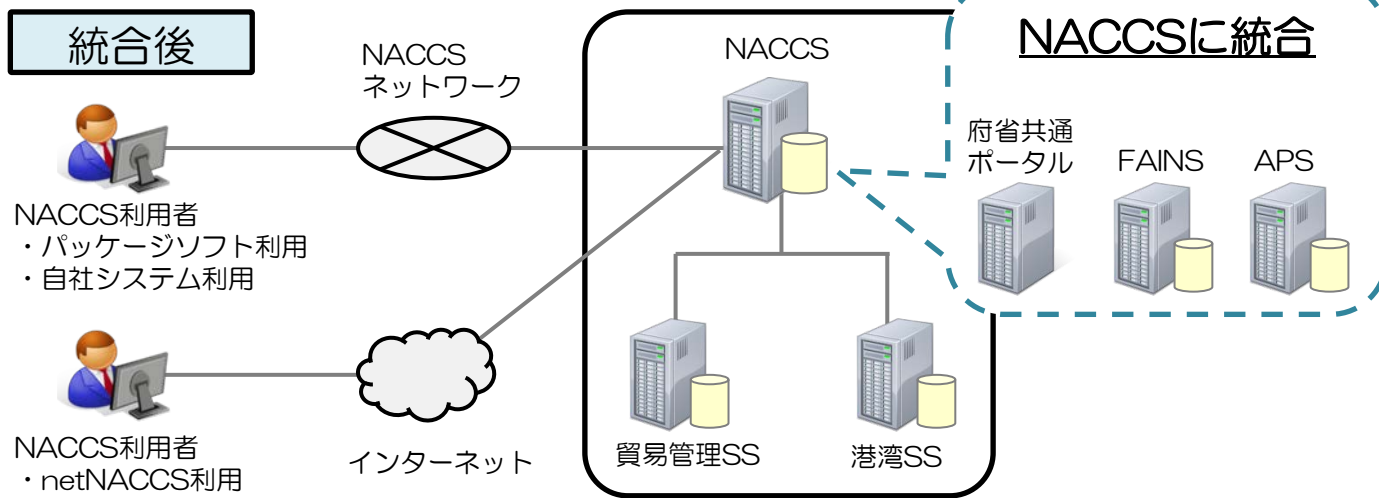 統合後
NACCS
ネットワーク
NACCS
NACCSに統合
府省共通
ポータル
FAINS
APS
NACCS利用者
・パッケージソフト利用
・自社システム利用
NACCS利用者
・netNACCS利用
インターネット
貿易管理SS
港湾SS